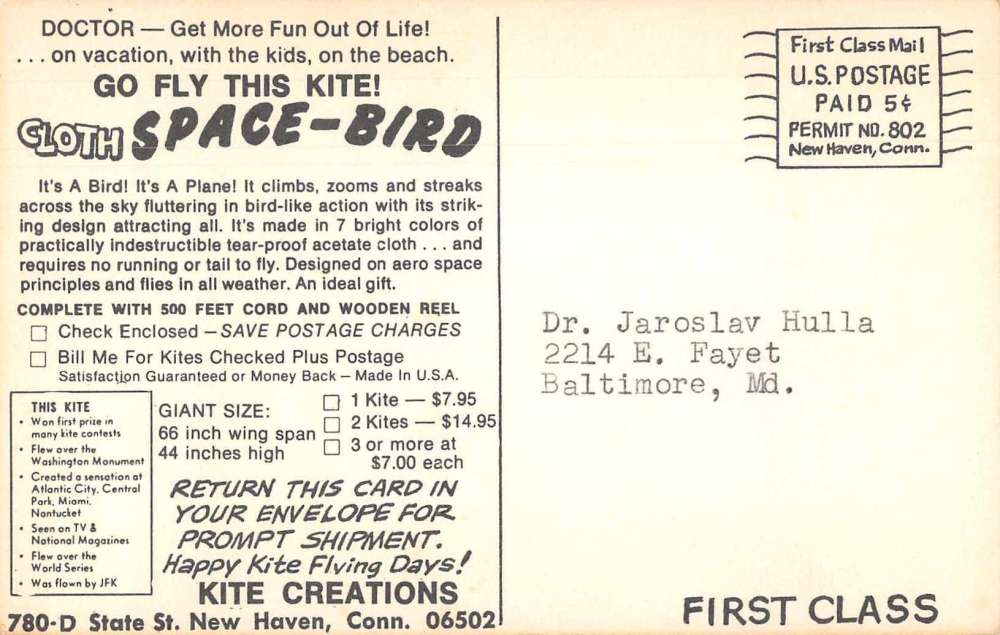 DOCTOR — Get More Fun Out Of Life!
. . . on vacation, with the kids, on the beach.
GO FLY THIS KITE!
CLOTH SPACE-BIRD
It's A Bird! It's A Plane! It climbs, zooms and streaks
across the sky fluttering in bird-like action with its strik-
ing design attracting all. It's made in 7 bright colors of
practically indestructible tear-proof acetate cloth . . . and
requires no running or tail to fly. Designed on aero space
principles and flies in all weather. An ideal gift.
COMPLETE WITH 500 FEET CORD AND WOODEN REEL
☐ Check Enclosed – SAVE POSTAGE CHARGES
☐ Bill Me For Kites Checked Plus Postage
Satisfaction Guaranteed or Money Back – Made In U.S.A.
THIS KITE
• Won first prize in
many kite contests
• Flew over the
Washington Monument
• Created a sensation at
Atlantic City, Central
Park, Miami,
Nantucket
• Seen on TV &
National Magazines
• Flew over the
World Series
• Was flown by JFK
GIANT SIZE:
66 inch wing span
44 inches high
☐ 1 Kite — $7.95
☐ 2 Kites — $14.95
☐ 3 or more at
$7.00 each
RETURN THIS CARD IN
YOUR ENVELOPE FOR
PROMPT SHIPMENT.
Happy Kite Flying Days!
KITE CREATIONS
780-D State St. New Haven, Conn. 06502
First Class Mail
U.S. POSTAGE
PAID 5¢
PERMIT NO. 802
New Haven, Conn.
Dr. Jaroslav Hulla
2214 E. Fayet
Baltimore, Md.
FIRST CLASS